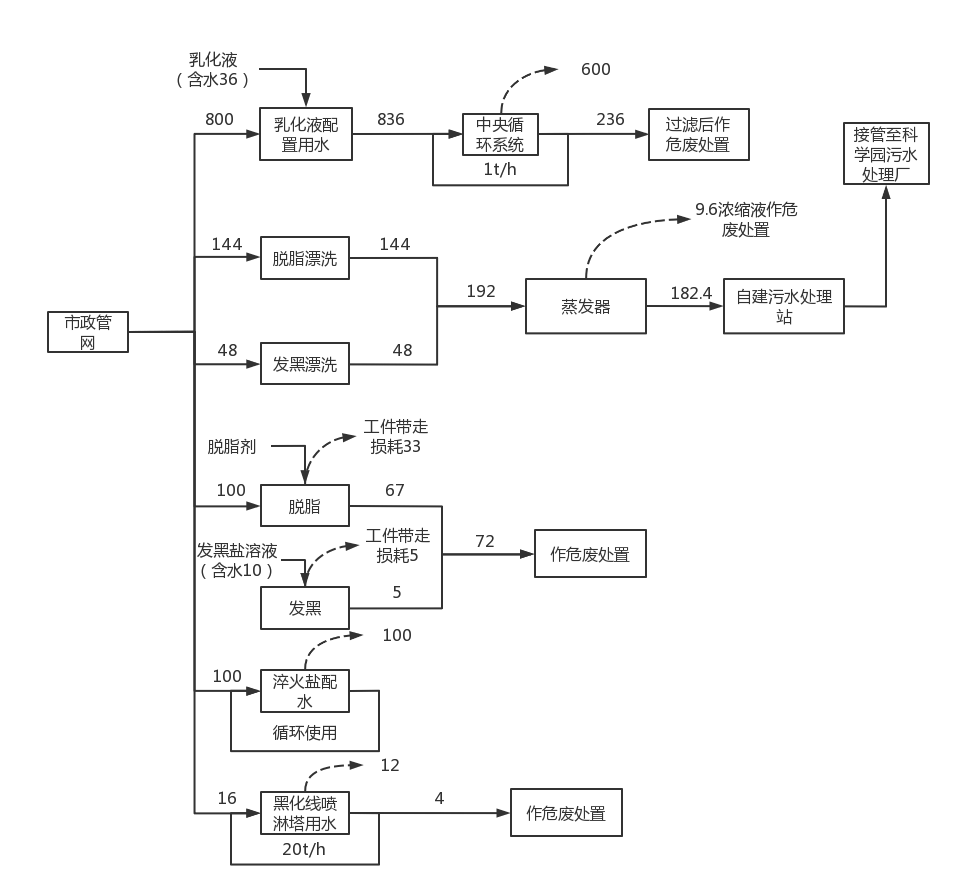 乳化液
（含水36）
800
乳化液配
置用水
836
中央循
环系统
1t/h
600
236
过滤后作
危废处置
接管至科
学园污水
处理厂
144
脱脂漂洗
144
9.6浓缩液作危
废处置
192
蒸发器
182.4
自建污水处理
站
市政管
网
48
发黑漂洗
48
脱脂剂
工件带走
损耗33
100
脱脂
67
发黑盐溶液
（含水10）
工件带走
损耗5
72
作危废处置
发黑
5
100
100
淬火盐配
水
循环使用
12
16
黑化线喷
淋塔用水
4
作危废处置
20t/h